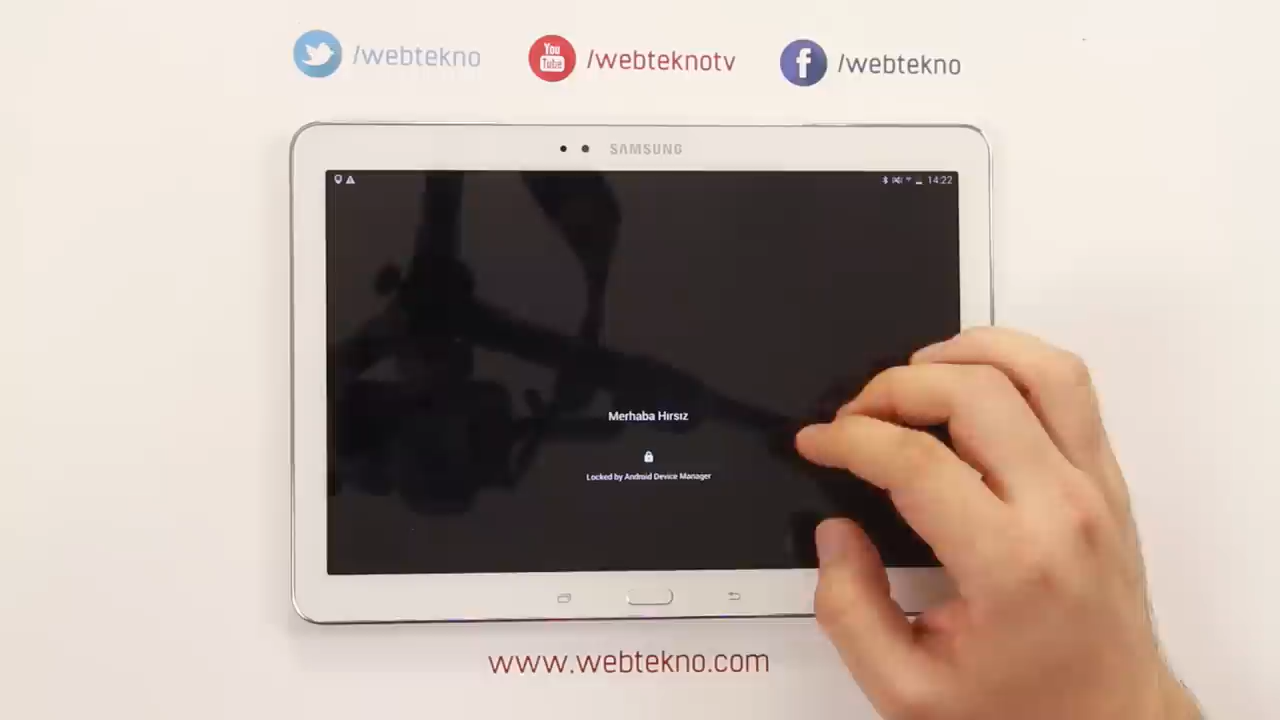 /webtekno
You Tube
/webteknotv
f
/webtekno
SAMSUNG
14:22
Merhaba Hırsız
Locked by Android Device Manager
www.webtekno.com